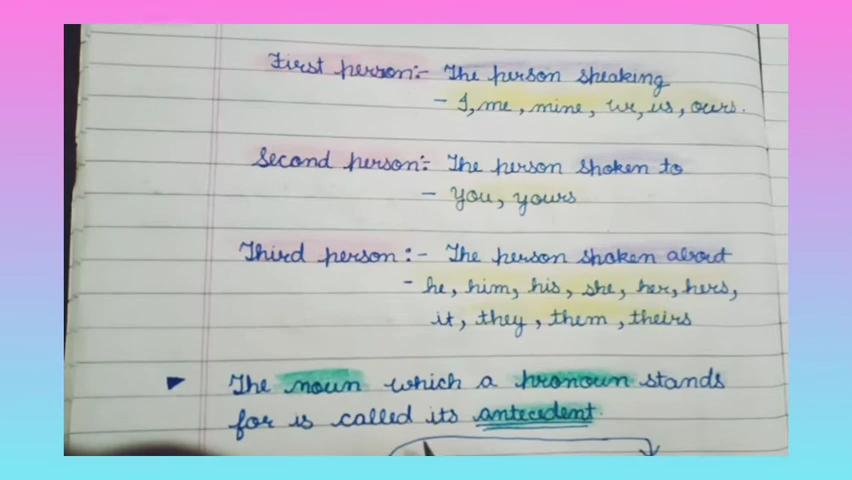 First person:- The person speaking
- I, me, mine, we, us, ours.
Second person:- The person spoken to
- you, yours
Third person :- The person spoken about
- he, him, his, she, her, hers,
it, they, them, theirs
► The noun which a pronoun stands
for is called its antecedent.